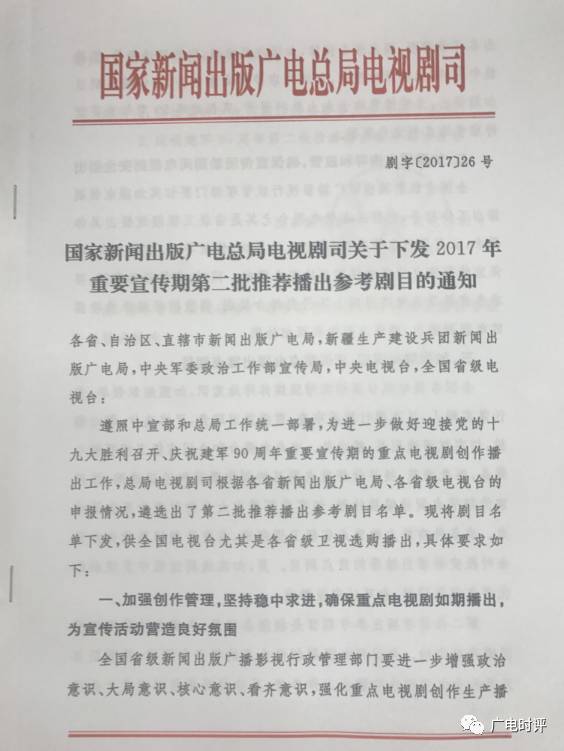 国家新闻出版广电总局电视剧司
剧字〔2017〕26号
国家新闻出版广电总局电视剧司关于下发2017年
重要宣传期第二批推荐播出参考剧目的通知
各省、自治区、直辖市新闻出版广电局,新疆生产建设兵团新闻出
版广电局,中央军委政治工作部宣传局,中央电视台,全国省级电
视台:
遵照中宣部和总局工作统一部署,为进一步做好迎接党的十
九大胜利召开、庆祝建军90周年重要宣传期的重点电视剧创作播
出工作,总局电视剧司根据各省新闻出版广电局、各省级电视台的
申报情况,遴选出了第二批推荐播出参考剧目名单。现将剧目名
单下发,供全国电视台尤其是各省级卫视选购播出,具体要求如
下:
一、加强创作管理,坚持稳中求进,确保重点电视剧如期播出,
为宣传活动营造良好氛围
全国省级新闻出版广播影视行政管理部门要进一步增强政治
意识、大局意识、核心意识、看齐意识,强化重点电视剧创作生产播
广电时评